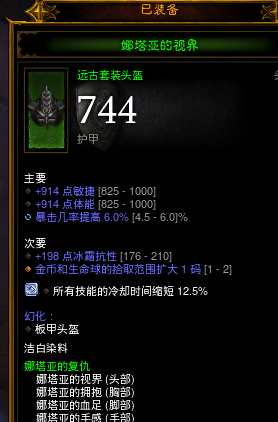 已装备
娜塔亚的视界
远古套装头盔
744
护甲
主要
+914 点敏捷 [825 - 1000]
+914 点体能 [825 - 1000]
暴击几率提高 6.0% [4.5 - 6.0]%
次要
+198 点冰霜抗性 [176 - 210]
金币和生命球的拾取范围扩大 1 码 [1 - 2]
所有技能的冷却时间缩短 12.5%
幻化：
板甲头盔
洁白染料
娜塔亚的复仇
娜塔亚的视界 (头部)
娜塔亚的拥抱 (胸部)
娜塔亚的血足 (脚部)
娜塔亚的手感 (手部)